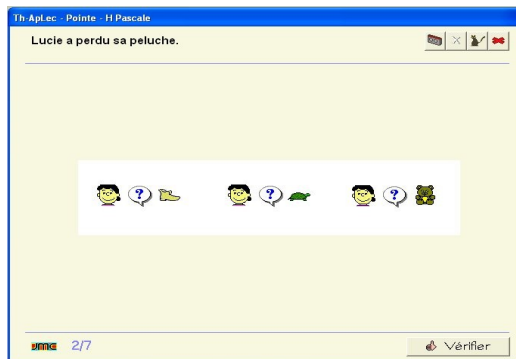 Th-ApLec - Pointe - H Pascale
Lucie a perdu sa peluche.
? ? ?
2/7 Vérifier